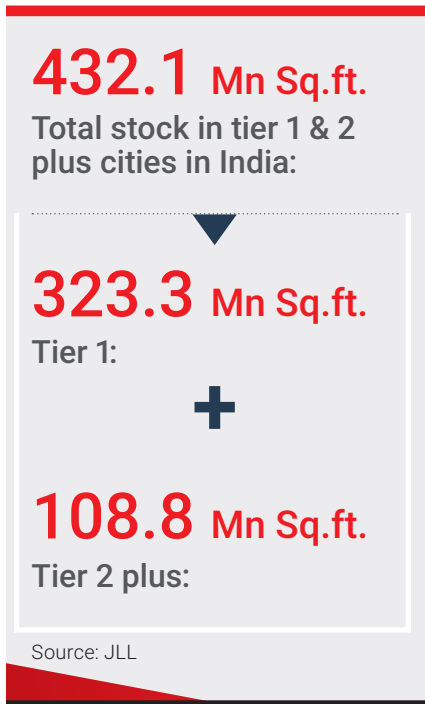 432.1 Mn Sq.ft.
Total stock in tier 1 & 2
plus cities in India:
323.3 Mn Sq.ft.
Tier 1:
+
108.8 Mn Sq.ft.
Tier 2 plus:
Source: JLL